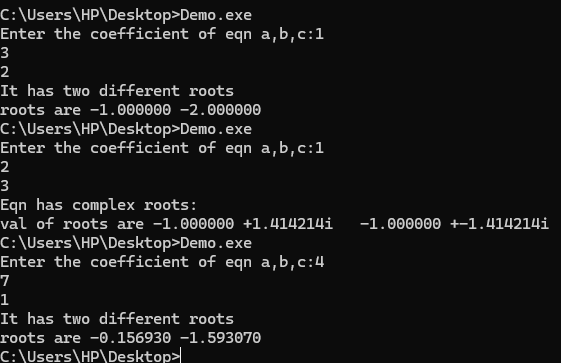 C:\Users\HP\Desktop>Demo.exe
Enter the coefficient of eqn a,b,c:1
3
2
It has two different roots
roots are -1.000000 -2.000000
C:\Users\HP\Desktop>Demo.exe
Enter the coefficient of eqn a,b,c:1
2
3
Eqn has complex roots:
val of roots are -1.000000 +1.414214i   -1.000000 +-1.414214i
C:\Users\HP\Desktop>Demo.exe
Enter the coefficient of eqn a,b,c:4
7
1
It has two different roots
roots are -0.156930 -1.593070
C:\Users\HP\Desktop>